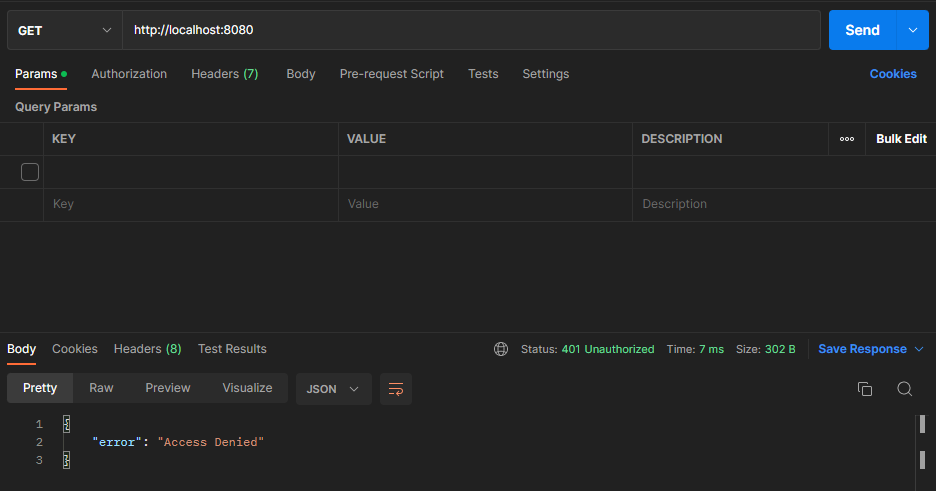 GET http://localhost:8080 Send
Params Authorization Headers (7) Body Pre-request Script Tests Settings Cookies
Query Params
KEY VALUE DESCRIPTION ooo Bulk Edit
Key Value Description
Body Cookies Headers (8) Test Results Status: 401 Unauthorized Time: 7 ms Size: 302 B Save Response
Pretty Raw Preview Visualize JSON
1 {
2 "error": "Access Denied"
3 }